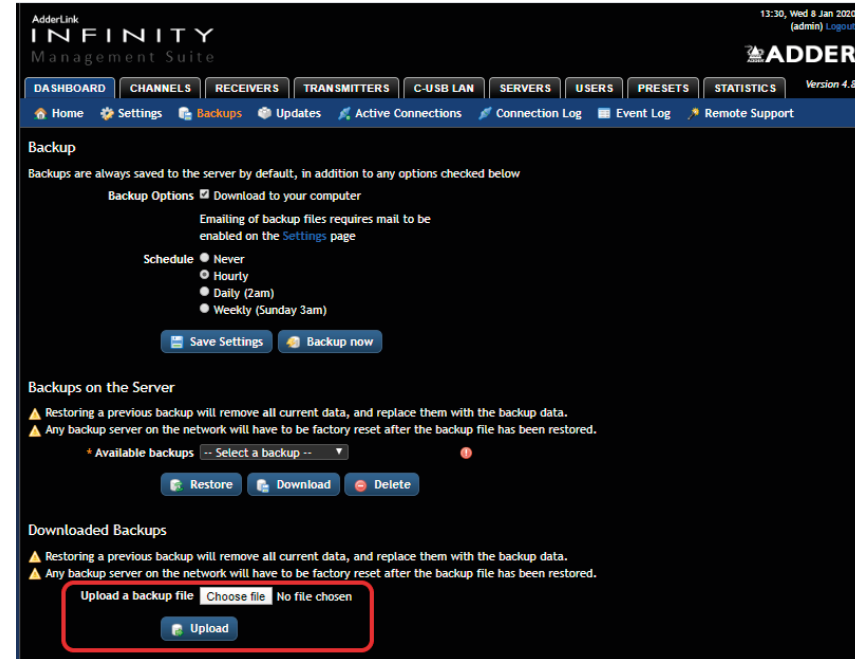 AdderLink
INFINITY
Management Suite
13:30, Wed 8 Jan 2020
(admin) Logout
ADDER
DASHBOARD CHANNELS RECEIVERS TRANSMITTERS C-USB LAN SERVERS USERS PRESETS STATISTICS Version 4.8
Home Settings Backups Updates Active Connections Connection Log Event Log Remote Support
Backup
Backups are always saved to the server by default, in addition to any options checked below
Backup Options Download to your computer
Emailing of backup files requires mail to be
enabled on the Settings page
Schedule Never
Hourly
Daily (2am)
Weekly (Sunday 3am)
Save Settings Backup now
Backups on the Server
Restoring a previous backup will remove all current data, and replace them with the backup data.
Any backup server on the network will have to be factory reset after the backup file has been restored.
* Available backups -- Select a backup --
Restore Download Delete
Downloaded Backups
Restoring a previous backup will remove all current data, and replace them with the backup data.
Any backup server on the network will have to be factory reset after the backup file has been restored.
Upload a backup file Choose file No file chosen
Upload